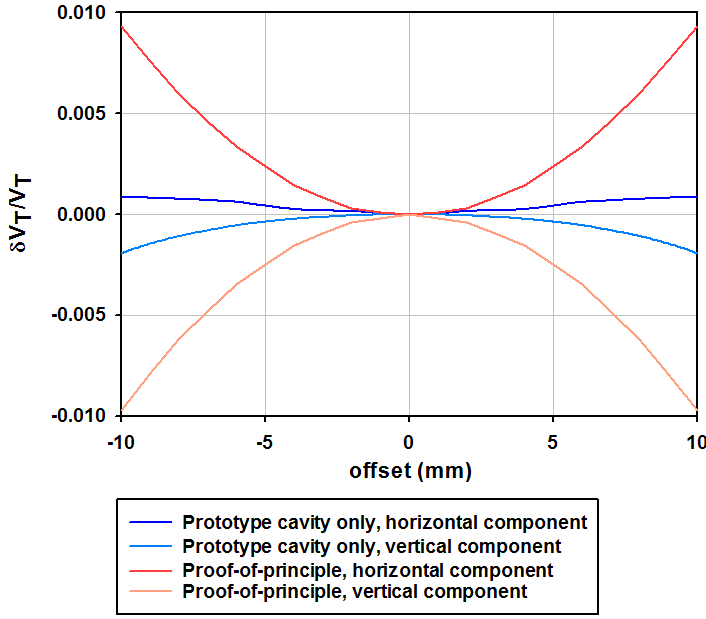 0.010
0.005
0.000
-0.005
-0.010
δVT/VT
-10
-5
0
5
10
offset (mm)
Prototype cavity only, horizontal component
Prototype cavity only, vertical component
Proof-of-principle, horizontal component
Proof-of-principle, vertical component